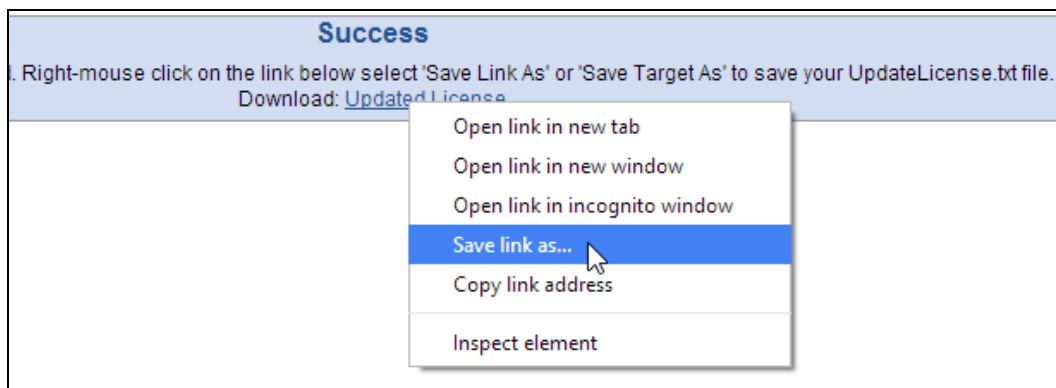 Success
. Right-mouse click on the link below select 'Save Link As' or 'Save Target As' to save your UpdateLicense.txt file.
Download: Updated License
Open link in new tab
Open link in new window
Open link in incognito window
Save link as...
Copy link address
Inspect element